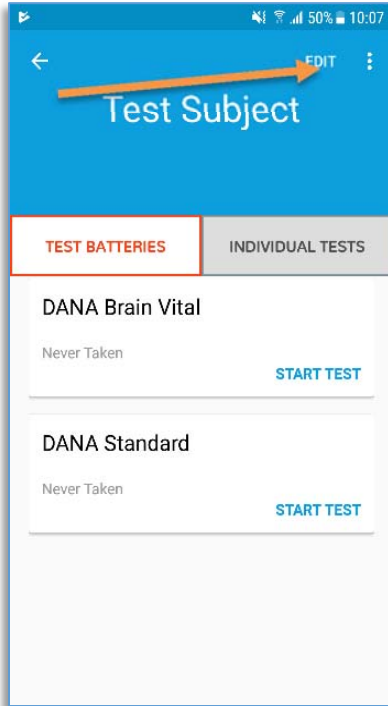 50% 10:07
EDIT
Test Subject
TEST BATTERIES INDIVIDUAL TESTS
DANA Brain Vital
Never Taken
START TEST
DANA Standard
Never Taken
START TEST